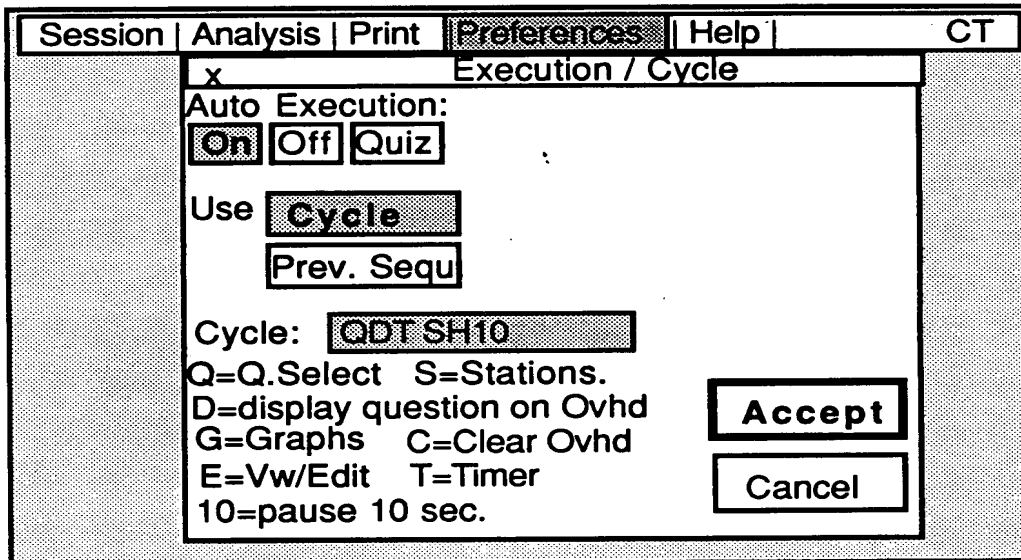 Session | Analysis | Print | Preferences | Help | CT
x Execution / Cycle
Auto Execution:
On Off Quiz
Use Cycle
Prev. Sequ
Cycle: QDT SH10
Q=Q.Select S=Stations.
D=display question on Ovhd
G=Graphs C=Clear Ovhd
E=Vw/Edit T=Timer
10=pause 10 sec.
Accept
Cancel